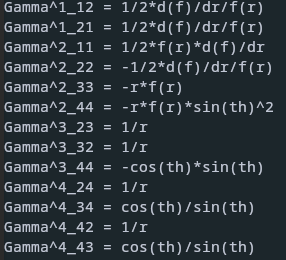 Gamma^1_12 = 1/2*d(f)/dr/f(r)
Gamma^1_21 = 1/2*d(f)/dr/f(r)
Gamma^2_11 = 1/2*f(r)*d(f)/dr
Gamma^2_22 = -1/2*d(f)/dr/f(r)
Gamma^2_33 = -r*f(r)
Gamma^2_44 = -r*f(r)*sin(th)^2
Gamma^3_23 = 1/r
Gamma^3_32 = 1/r
Gamma^3_44 = -cos(th)*sin(th)
Gamma^4_24 = 1/r
Gamma^4_34 = cos(th)/sin(th)
Gamma^4_42 = 1/r
Gamma^4_43 = cos(th)/sin(th)